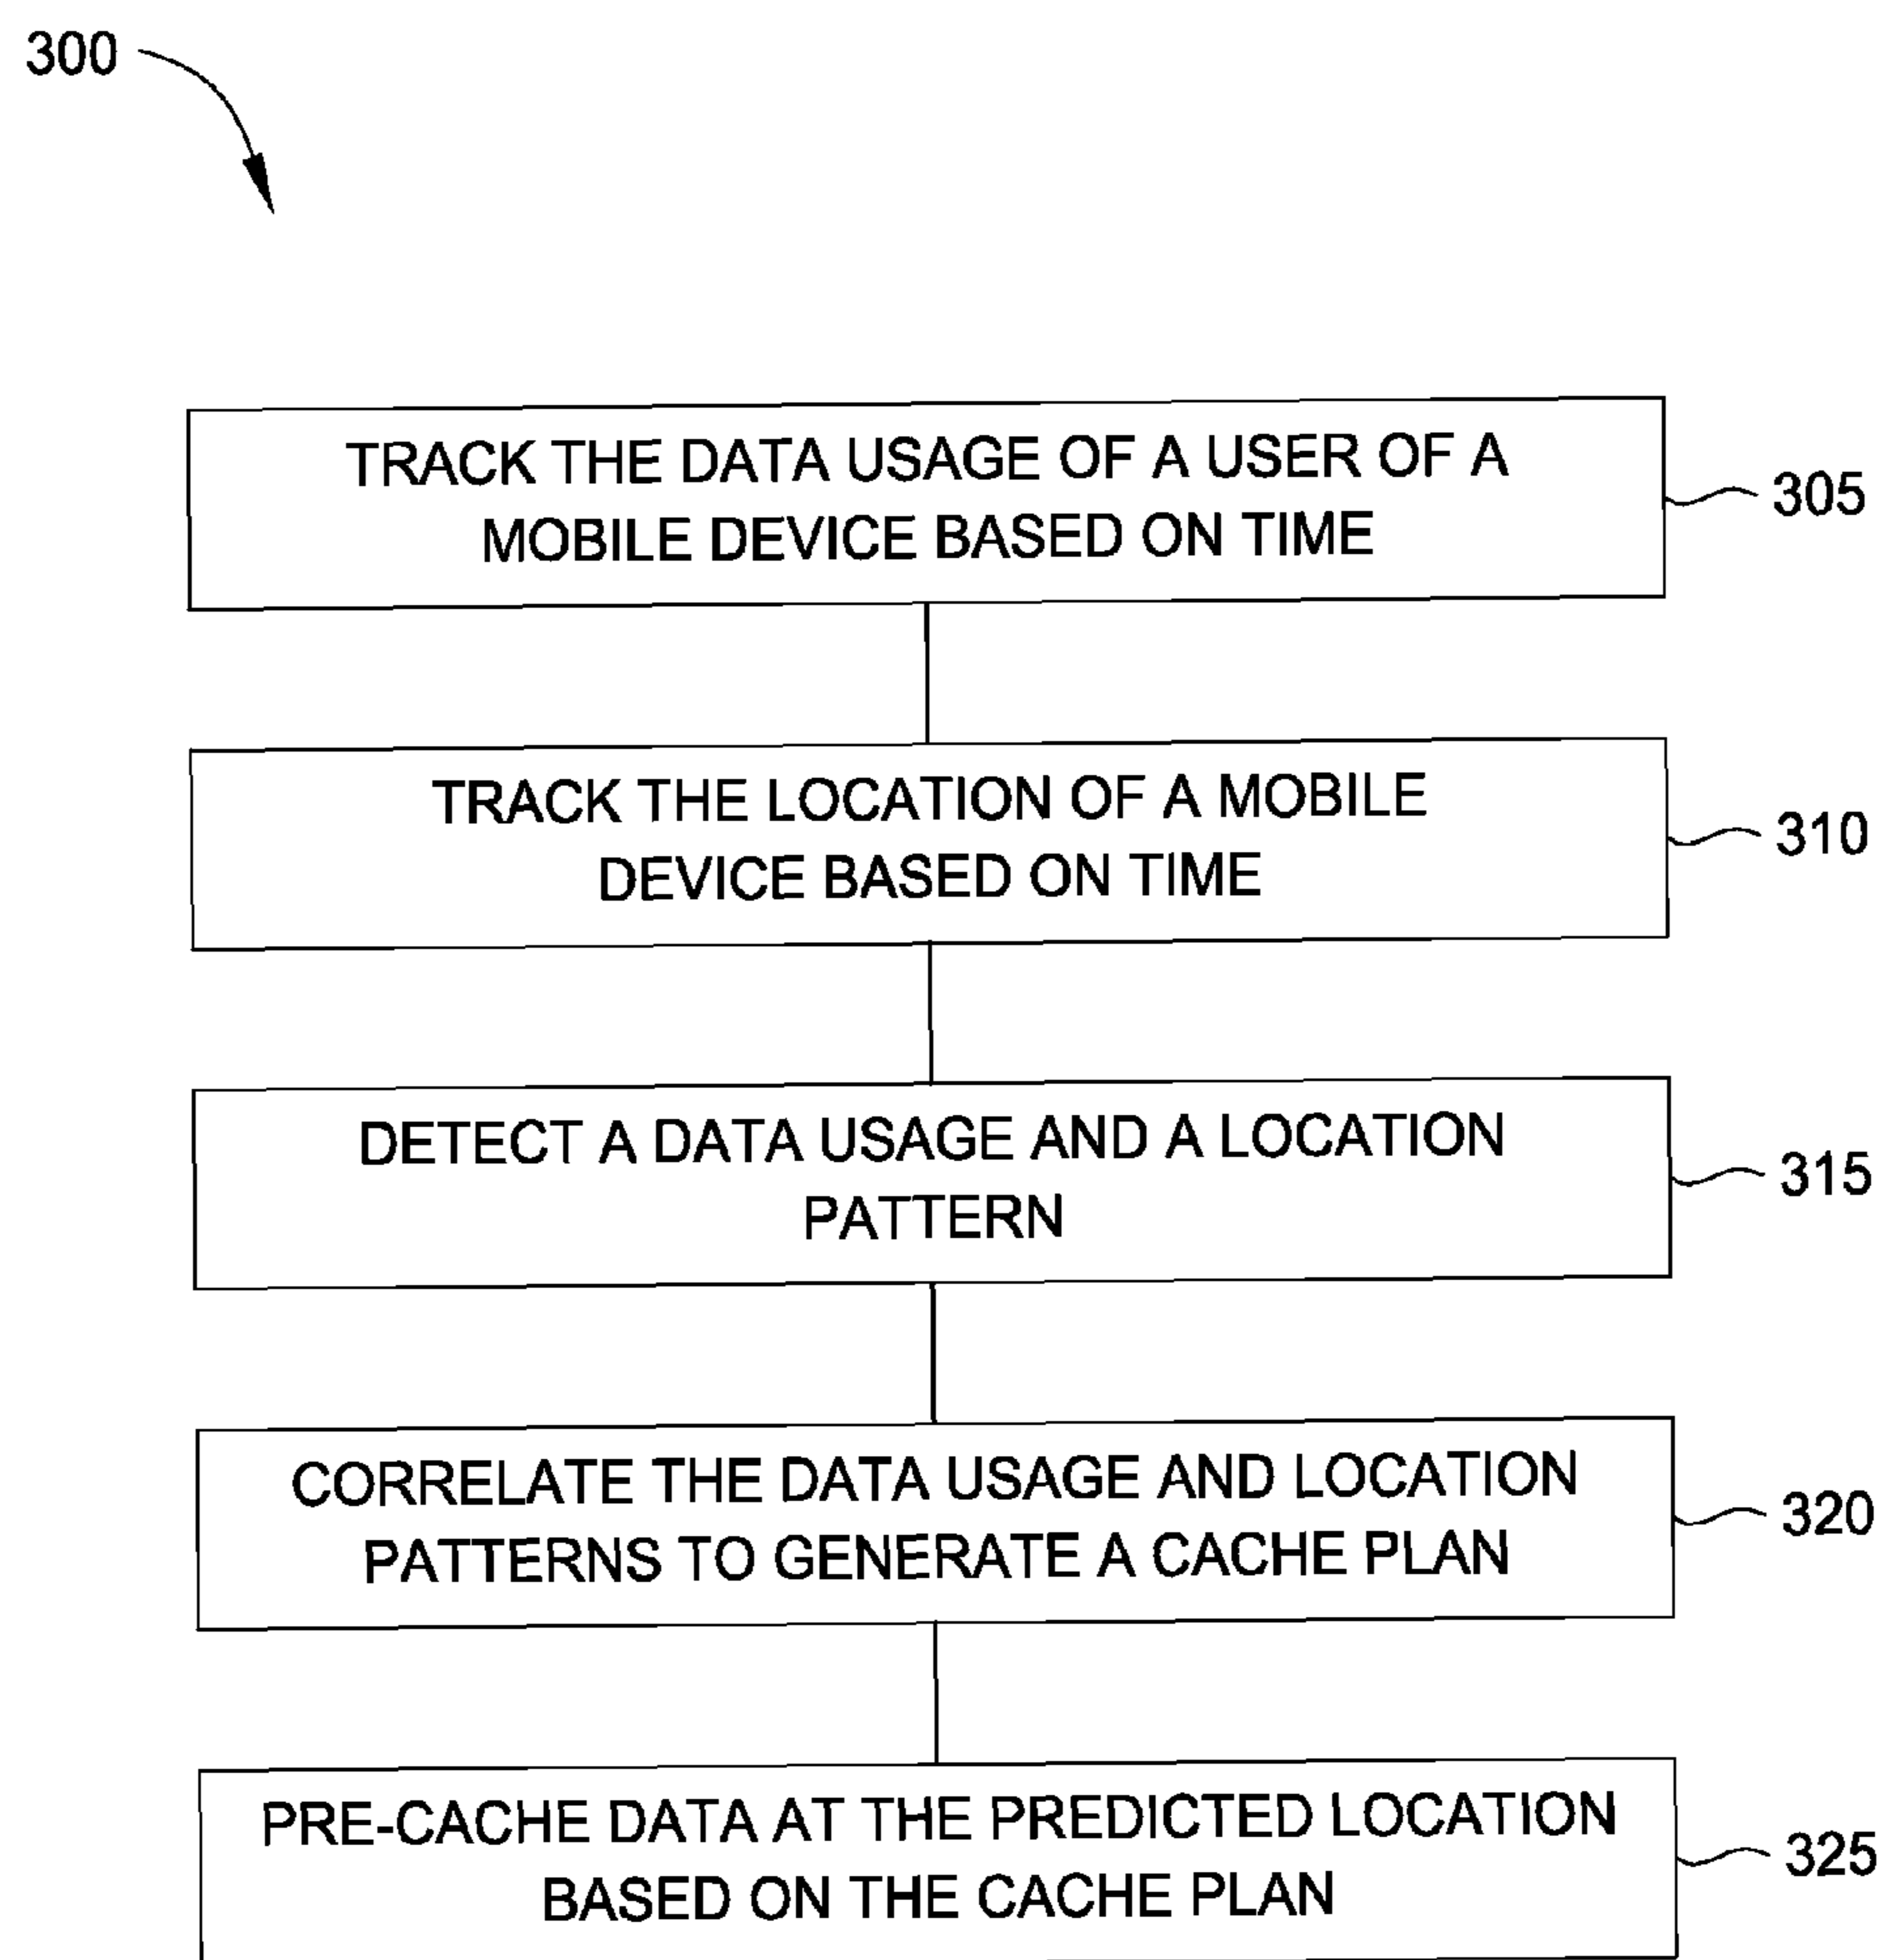 300
TRACK THE DATA USAGE OF A USER OF A
MOBILE DEVICE BASED ON TIME
305
TRACK THE LOCATION OF A MOBILE
DEVICE BASED ON TIME
310
DETECT A DATA USAGE AND A LOCATION
PATTERN
315
CORRELATE THE DATA USAGE AND LOCATION
PATTERNS TO GENERATE A CACHE PLAN
320
PRE-CACHE DATA AT THE PREDICTED LOCATION
BASED ON THE CACHE PLAN
325